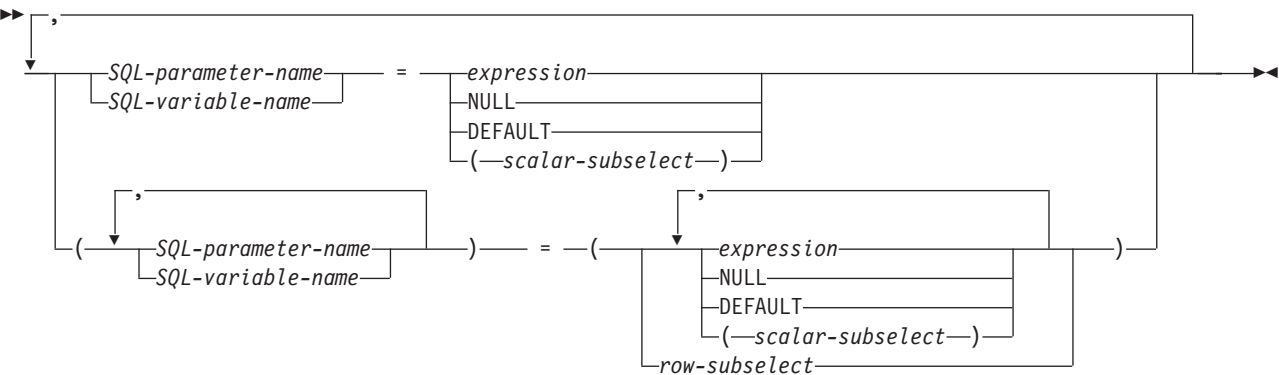 ,
SQL-parameter-name = expression
SQL-variable-name NULL
DEFAULT
( scalar-subselect )
, ,
( SQL-parameter-name ) = ( expression )
SQL-variable-name NULL
DEFAULT
( scalar-subselect )
row-subselect